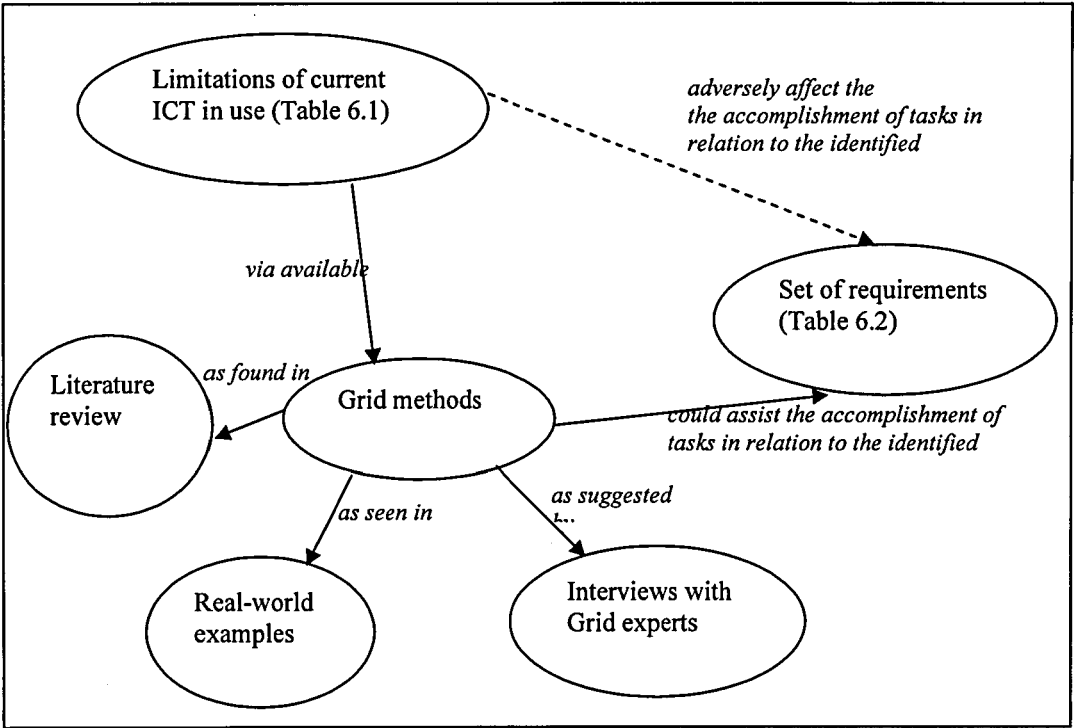 Limitations of current
ICT in use (Table 6.1)
adversely affect the
the accomplishment of tasks in
relation to the identified
via available
Set of requirements
(Table 6.2)
Literature
review
as found in
Grid methods
could assist the accomplishment of
tasks in relation to the identified
as seen in
as suggested
Real-world
examples
Interviews with
Grid experts